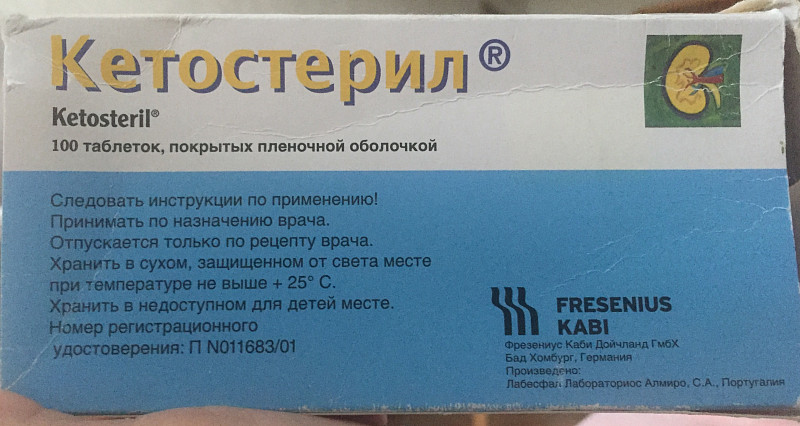 Кетостерил®
Ketosteril®
100 таблеток, покрытых пленочной оболочкой
Следовать инструкции по применению!
Принимать по назначению врача.
Отпускается только по рецепту врача.
Хранить в сухом, защищенном от света месте
при температуре не выше + 25° С.
Хранить в недоступном для детей месте.
Номер регистрационного
удостоверения: П N011683/01
FRESENIUS
KABI
Фрезениус Каби Дойчланд ГмбХ
Бад Хомбург, Германия
Произведено:
Лабесфал Лабораториос Алмиро, С.А., Португалия